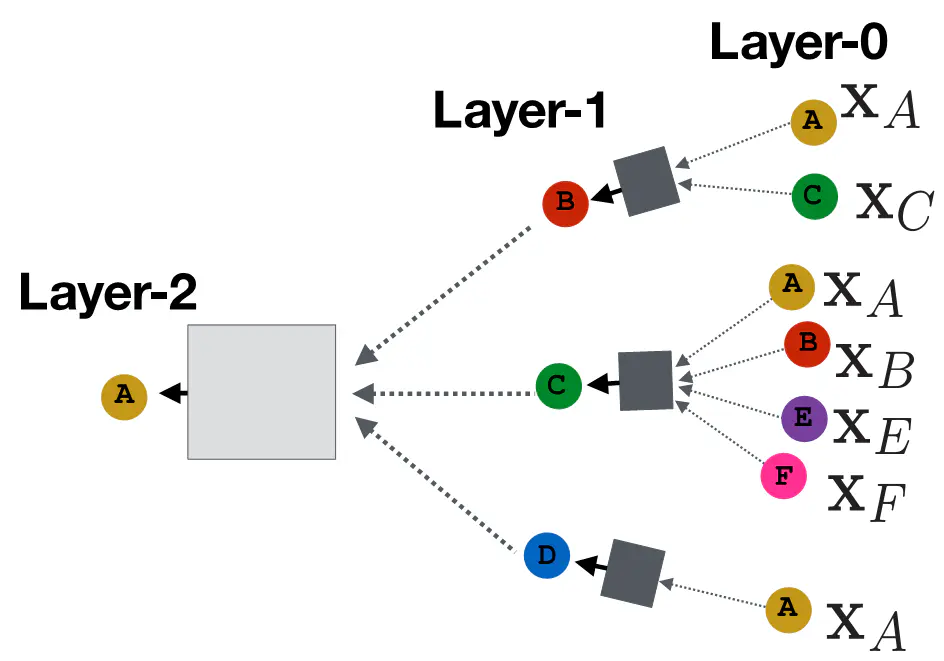 Layer-0
A x_A
Layer-1
B
C x_C
Layer-2
A x_A
B x_B
A
C
E x_E
F x_F
D
A x_A